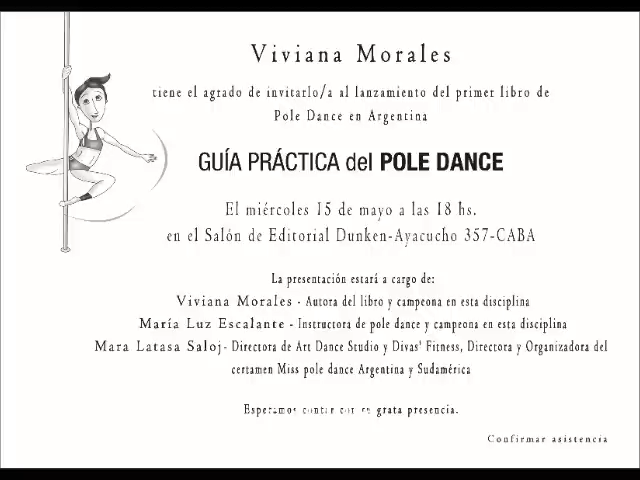 Viviana Morales
tiene el agrado de invitarlo/a al lanzamiento del primer libro de
Pole Dance en Argentina
GUÍA PRÁCTICA del POLE DANCE
El miércoles 15 de mayo a las 18 hs.
en el Salón de Editorial Dunken-Ayacucho 357-CABA
La presentación estará a cargo de:
Viviana Morales - Autora del libro y campeona en esta disciplina
María Luz Escalante - Instructora de pole dance y campeona en esta disciplina
Mara Latasa Saloj- Directora de Art Dance Studio y Divas' Fitness, Directora y Organizadora del
certamen Miss pole dance Argentina y Sudamérica
Esperamos contar con grata presencia.
Confirmar asistencia